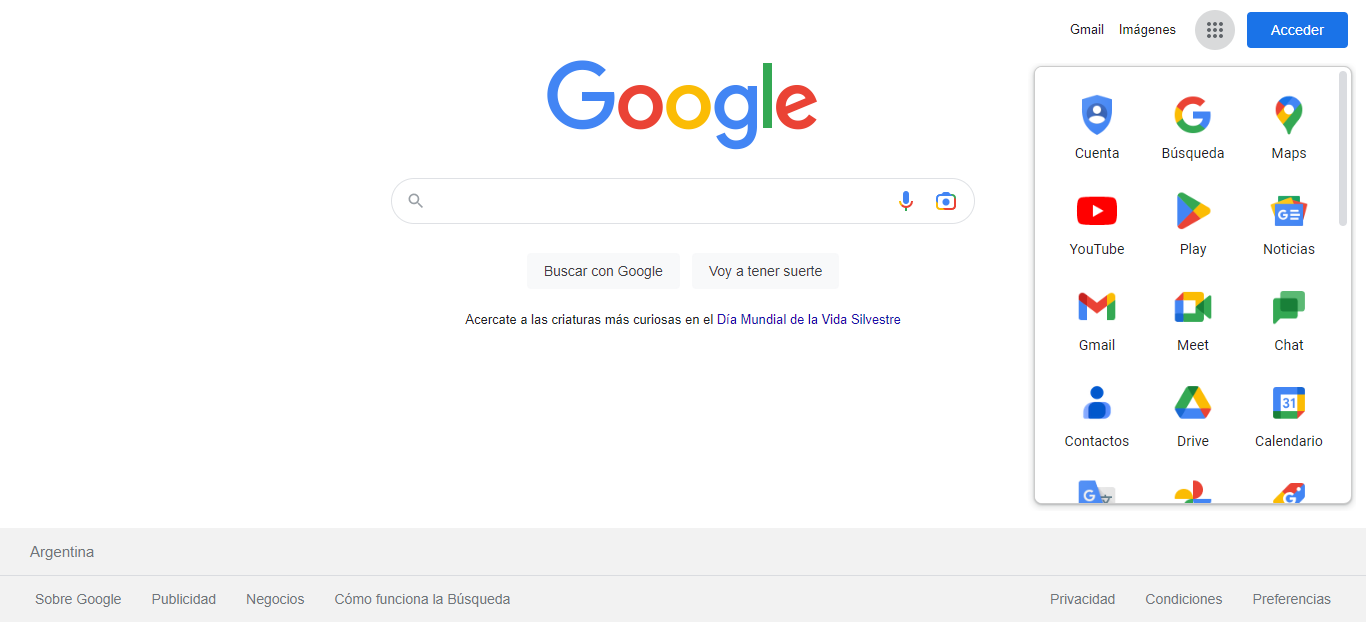 Gmail Imágenes Acceder
Google
Cuenta Búsqueda Maps
YouTube Play Noticias
GE
Gmail Meet Chat
31
Contactos Drive Calendario
G
G
Buscar con Google Voy a tener suerte
Acercate a las criaturas más curiosas en el Día Mundial de la Vida Silvestre
Argentina
Sobre Google Publicidad Negocios Cómo funciona la Búsqueda Privacidad Condiciones Preferencias